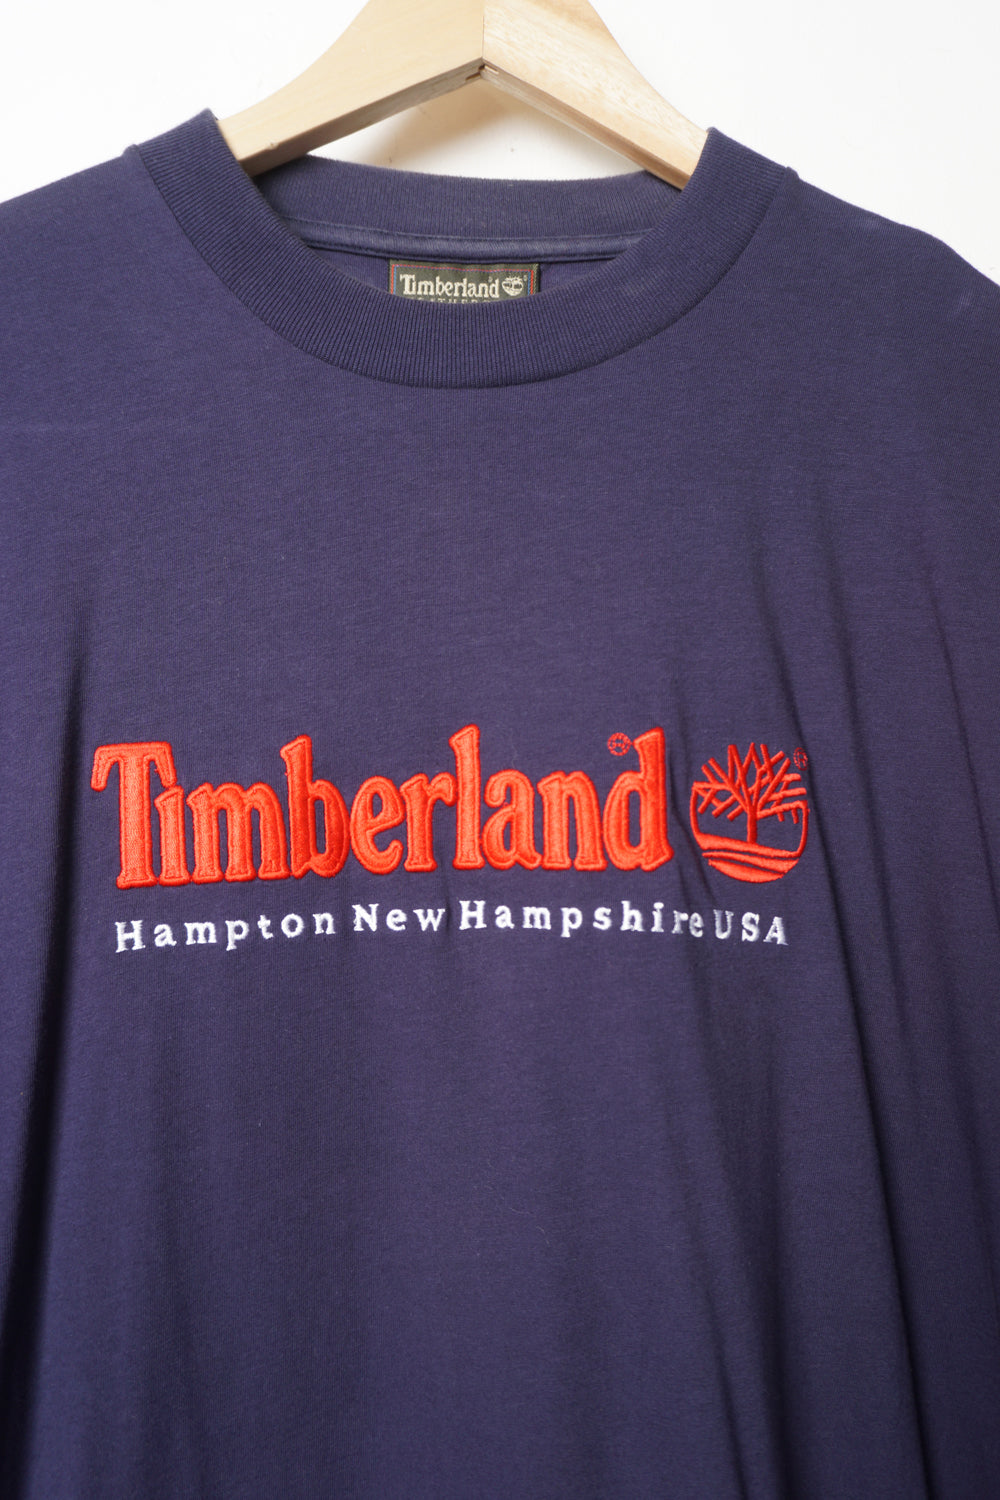 Timberland
Timberland®
Hampton New Hampshire USA